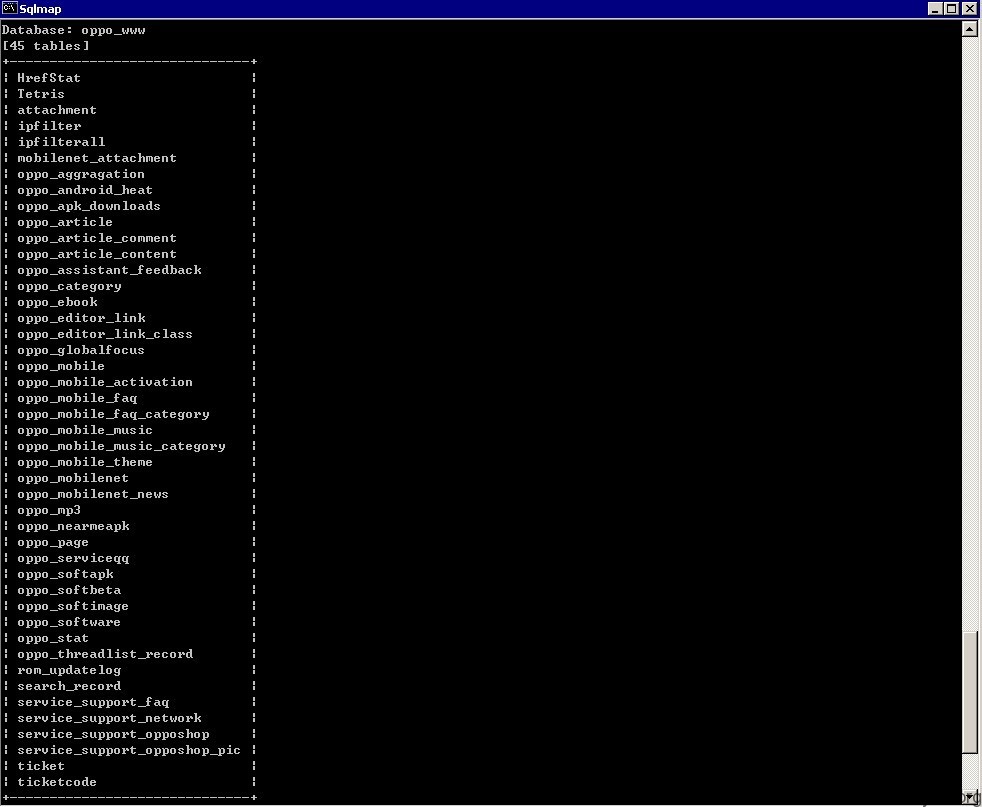 Sqlmap
Database: oppo_www
[45 tables]
+------------------------------+
| HrefStat |
| Tetris |
| attachment |
| ipfilter |
| ipfilterall |
| mobilenet_attachment |
| oppo_aggragation |
| oppo_android_heat |
| oppo_apk_downloads |
| oppo_article |
| oppo_article_comment |
| oppo_article_content |
| oppo_assistant_feedback |
| oppo_category |
| oppo_ebook |
| oppo_editor_link |
| oppo_editor_link_class |
| oppo_globalfocus |
| oppo_mobile |
| oppo_mobile_activation |
| oppo_mobile_faq |
| oppo_mobile_faq_category |
| oppo_mobile_music |
| oppo_mobile_music_category |
| oppo_mobile_theme |
| oppo_mobilenet |
| oppo_mobilenet_news |
| oppo_mp3 |
| oppo_nearmeapk |
| oppo_page |
| oppo_serviceqq |
| oppo_softapk |
| oppo_softbeta |
| oppo_softimage |
| oppo_software |
| oppo_stat |
| oppo_threadlist_record |
| rom_updatelog |
| search_record |
| service_support_faq |
| service_support_network |
| service_support_opposhop |
| service_support_opposhop_pic |
| ticket |
| ticketcode |
+------------------------------+